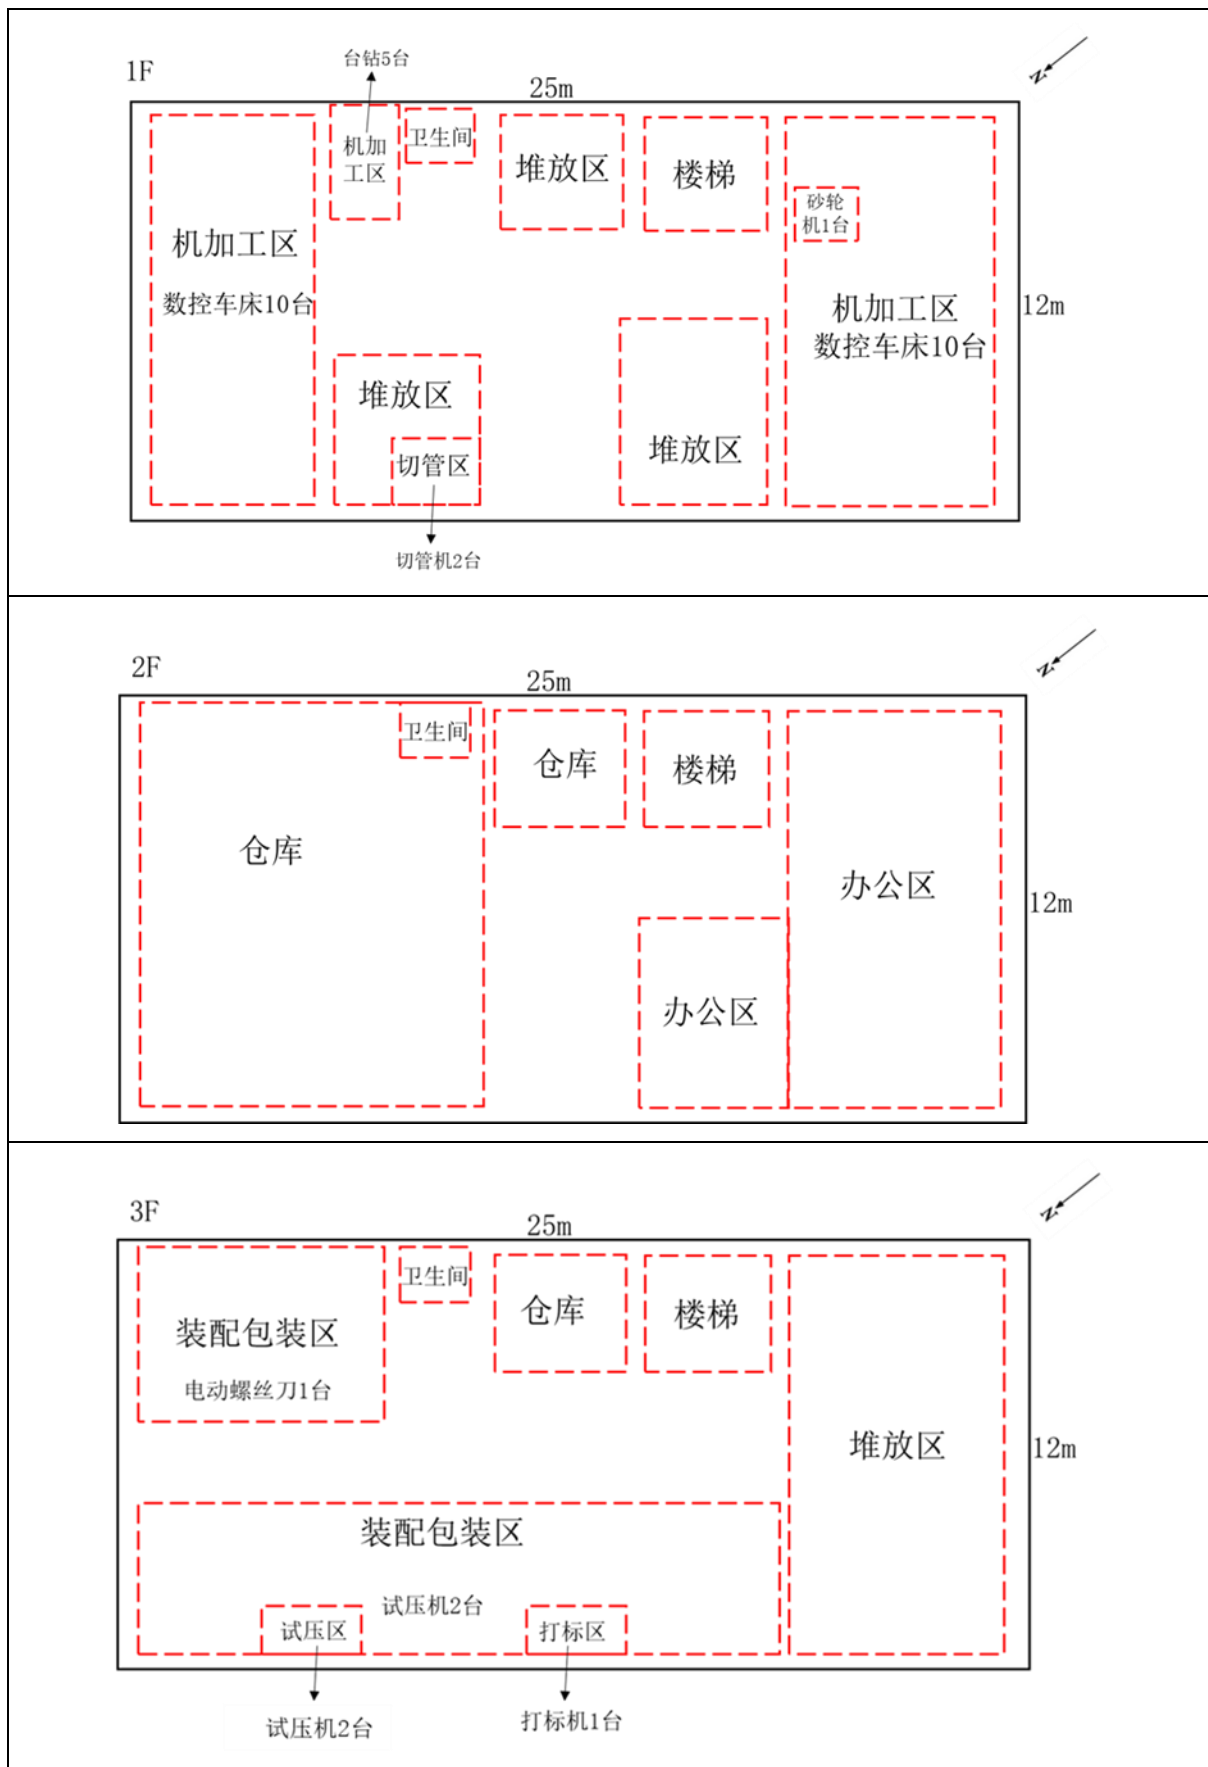 台钻5台
1F
25m
N
机加
工区
卫生间
堆放区
楼梯
砂轮
机1台
机加工区
数控车床10台
机加工区
数控车床10台
12m
堆放区
切管区
堆放区
切管机2台
2F
25m
N
卫生间
仓库
楼梯
仓库
办公区
12m
办公区
3F
25m
N
卫生间
仓库
楼梯
装配包装区
电动螺丝刀1台
堆放区
12m
装配包装区
试压机2台
试压区
打标区
试压机2台
打标机1台